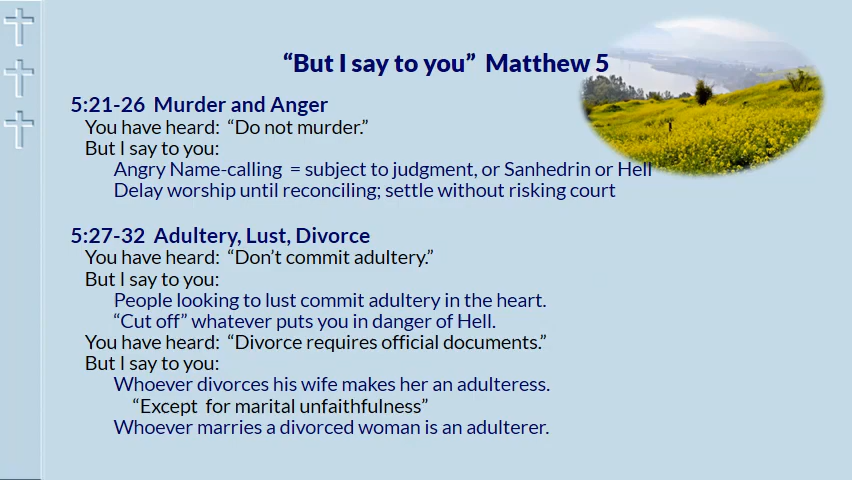 “But I say to you”  Matthew 5
5:21-26  Murder and Anger
You have heard:  “Do not murder.”
But I say to you:
Angry Name-calling  = subject to judgment, or Sanhedrin or Hell
Delay worship until reconciling; settle without risking court
5:27-32  Adultery, Lust, Divorce
You have heard:  “Don’t commit adultery.”
But I say to you:
People looking to lust commit adultery in the heart.
“Cut off” whatever puts you in danger of Hell.
You have heard:  “Divorce requires official documents.”
But I say to you:
Whoever divorces his wife makes her an adulteress.
“Except  for marital unfaithfulness”
Whoever marries a divorced woman is an adulterer.